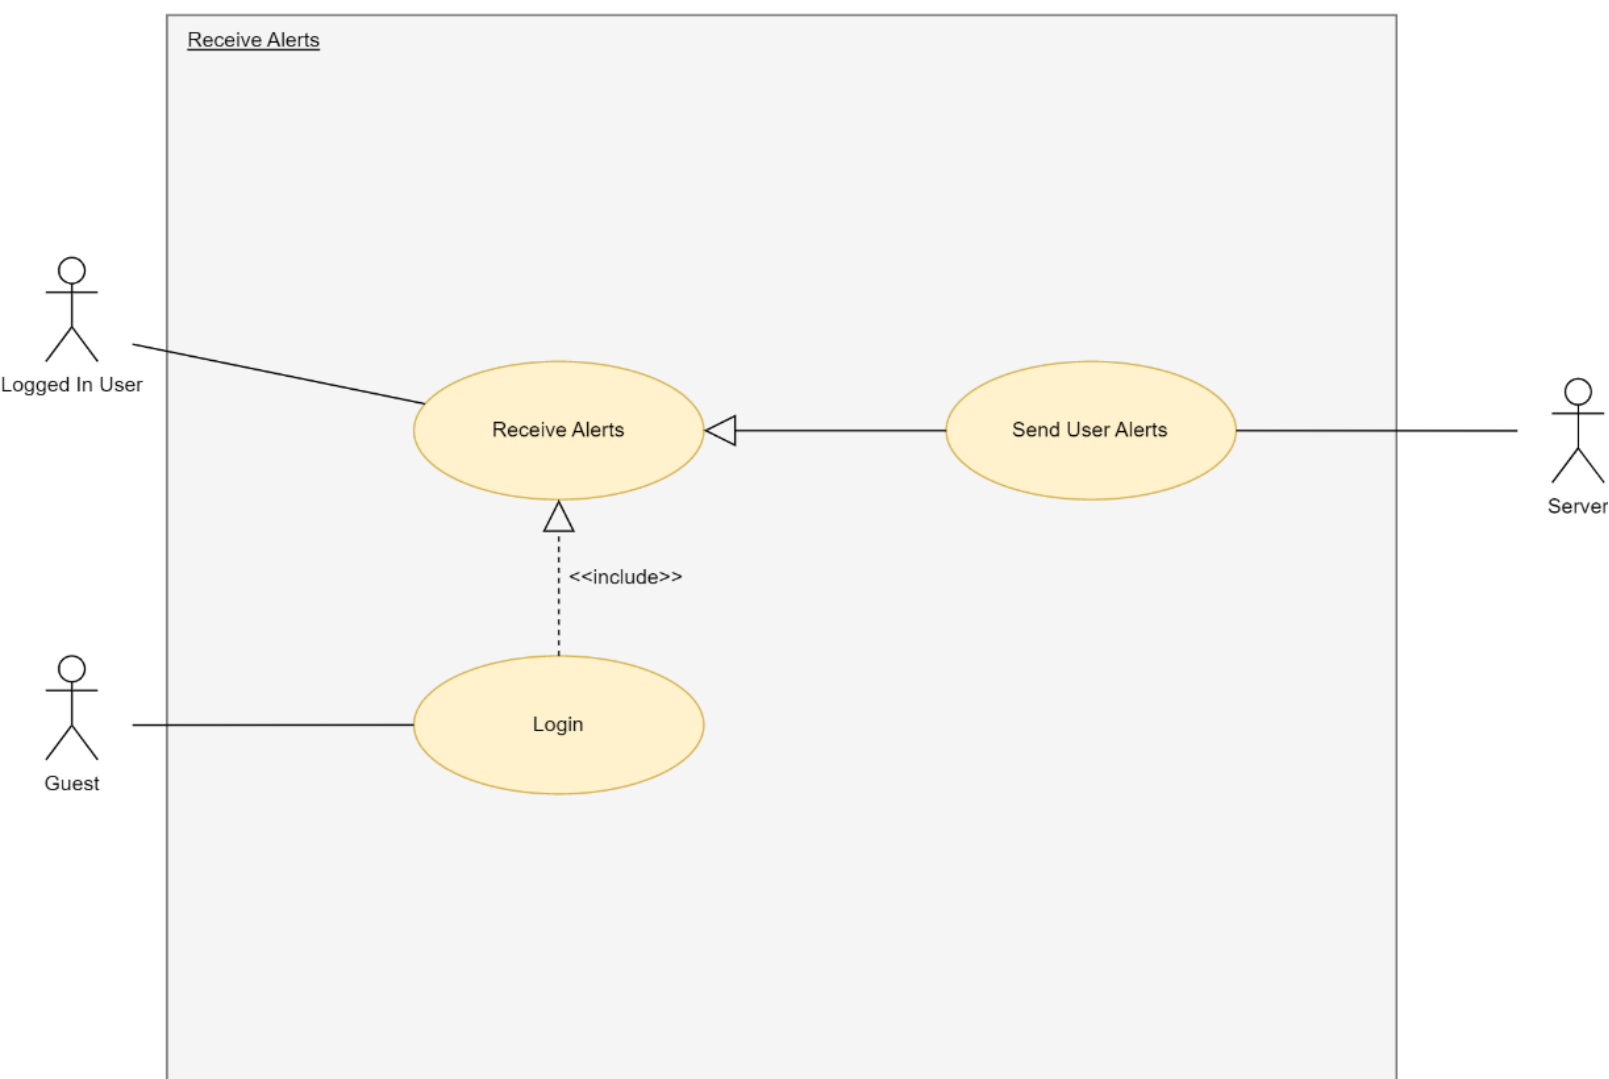 Receive Alerts
Logged In User
Receive Alerts
Send User Alerts
Server
<<include>>
Login
Guest